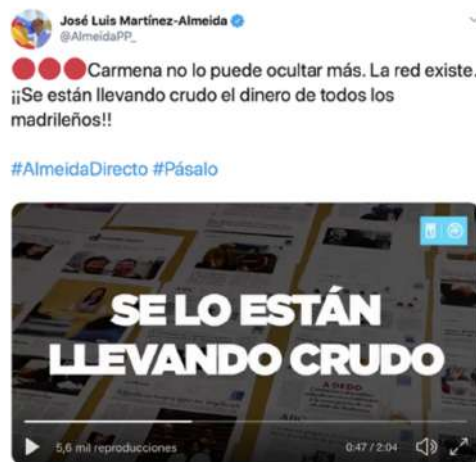 José Luis Martínez-Almeida
@AlmeidaPP_
Carmena no lo puede ocultar más. La red existe.
¡¡Se están llevando crudo el dinero de todos los
madrileños!!
#AlmeidaDirecto #Pásalo
SE LO ESTÁN
LLEVANDO CRUDO
A DEDO
ABC
5,6 mil reproducciones
0:47 / 2:04